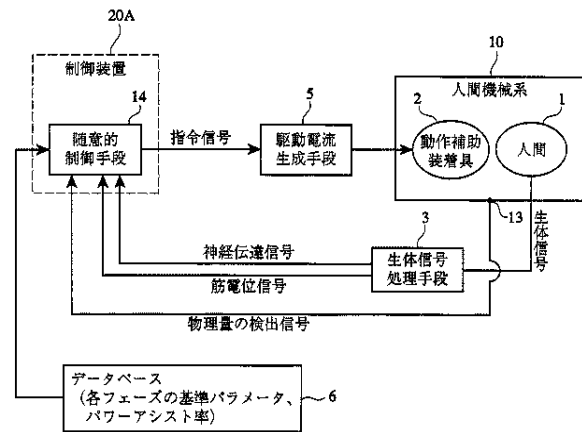 20A
制御装置
14
随意的
制御手段
指令信号
5
駆動電流
生成手段
10
人間機械系
2
動作補助
装着具
1
人間
13
生体信号
3
生体信号
処理手段
神経伝達信号
筋電位信号
物理量の検出信号
データベース
（各フェーズの基準パラメータ、
パワーアシスト率）
6